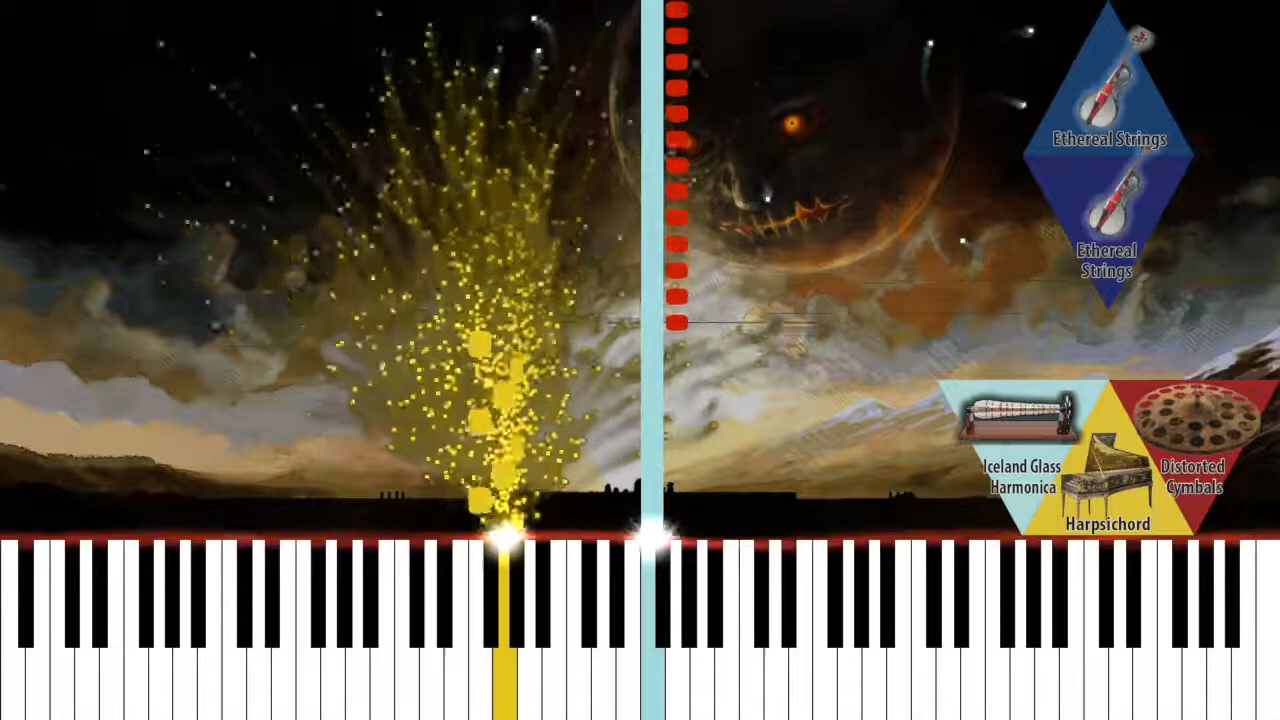 Ethereal Strings
Ethereal
Strings
Iceland Glass
Harmonica
Distorted
Cymbals
Harpsichord